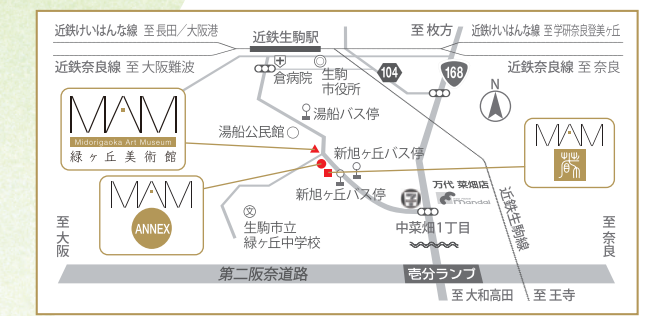 近鉄けいはんな線 至長田／大阪港
近鉄生駒駅
至枚方
近鉄けいはんな線 至学研奈良登美ヶ丘
近鉄奈良線 至大阪難波
倉病院
生駒
市役所
104
168
近鉄奈良線 至奈良
N
MAM
Midorigaoka Art Museum
緑ヶ丘美術館
湯船バス停
湯船公民館
新旭ヶ丘バス停
MAM
MAM
ANNEX
新旭ヶ丘バス停
万代 菜畑店
mandai
近鉄生駒線
文
生駒市立
緑ヶ丘中学校
中菜畑1丁目
至大阪
至奈良
第二阪奈道路
壱分ランプ
至大和高田
至王寺